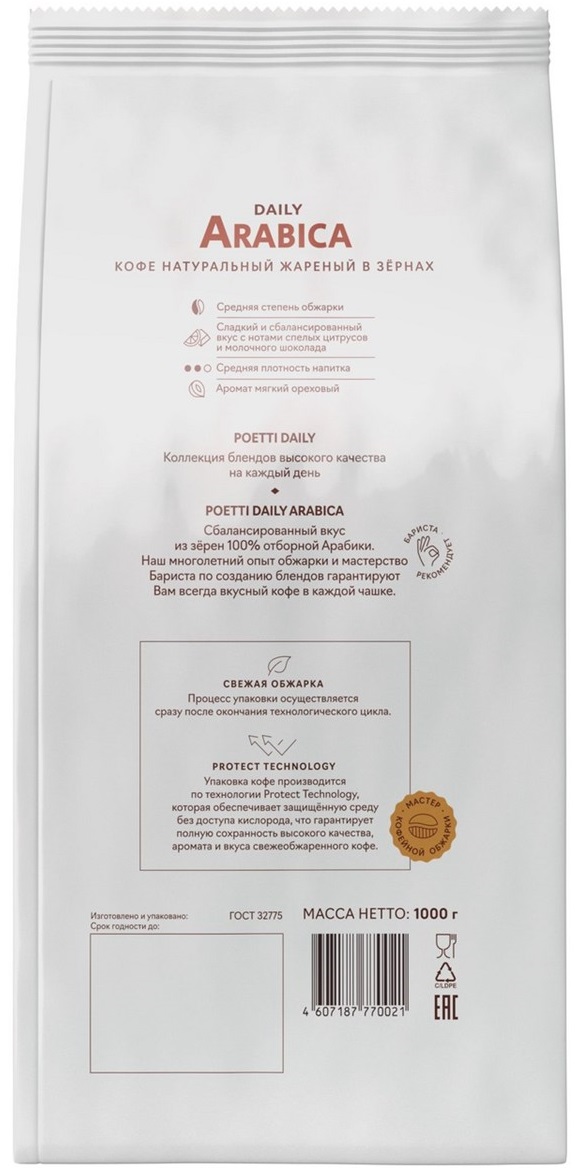 DAILY
ARABICA
КОФЕ НАТУРАЛЬНЫЙ ЖАРЕНЫЙ В ЗЁРНАХ
Средняя степень обжарки
Сладкий и сбалансированный
вкус с нотами спелых цитрусов
и молочного шоколада
Средняя плотность напитка
Аромат мягкий ореховый
POETTI DAILY
Коллекция блендов высокого качества
на каждый день
POETTI DAILY ARABICA
Сбалансированный вкус
из зёрен 100% отборной Арабики.
Наш многолетний опыт обжарки и мастерство
Бариста по созданию блендов гарантируют
Вам всегда вкусный кофе в каждой чашке.
БАРИСТА · РЕКОМЕНДУЕТ ·
СВЕЖАЯ ОБЖАРКА
Процесс упаковки осуществляется
сразу после окончания технологического цикла.
PROTECT TECHNOLOGY
Упаковка кофе производится
по технологии Protect Technology,
которая обеспечивает защищённую среду
без доступа кислорода, что гарантирует
полную сохранность высокого качества,
аромата и вкуса свежеобжаренного кофе.
· МАСТЕР · КОФЕЙНОЙ ОБЖАРКИ
Изготовлено и упаковано:
ГОСТ 32775
Срок годности до:
МАССА НЕТТО: 1000 г
4 607187 770021
C/LDPE
EAC